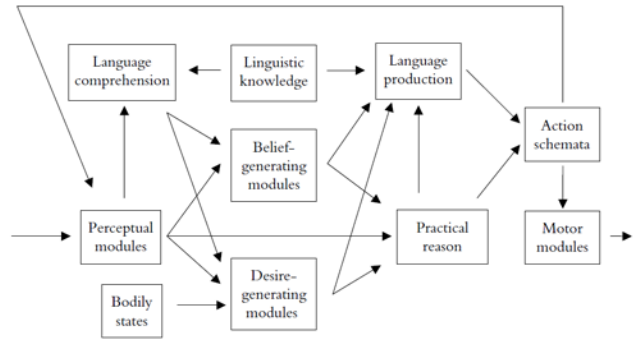 Language
comprehension
Linguistic
knowledge
Language
production
Action
schemata
Belief-
generating
modules
Perceptual
modules
Practical
reason
Motor
modules
Desire-
generating
modules
Bodily
states